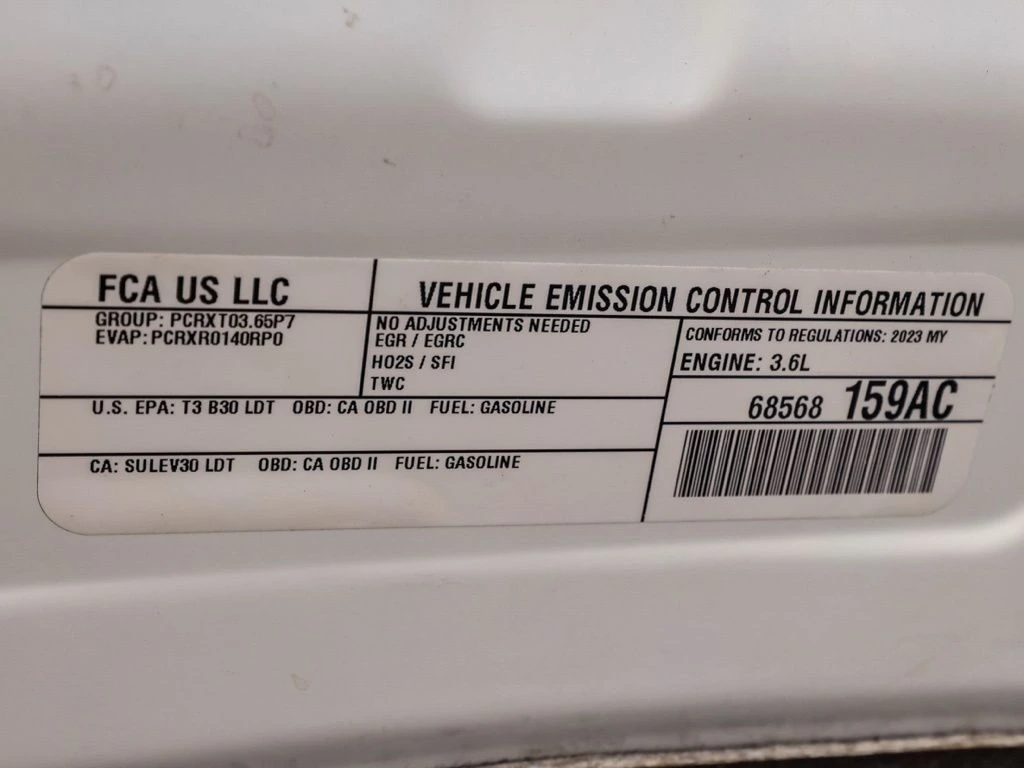 FCA US LLC
VEHICLE EMISSION CONTROL INFORMATION
GROUP: PCRXT03.65P7
EVAP: PCRXR0140RP0
NO ADJUSTMENTS NEEDED
EGR / EGRC
HO2S / SFI
TWC
CONFORMS TO REGULATIONS: 2023 MY
ENGINE: 3.6L
68568 159AC
U.S. EPA: T3 B30 LDT OBD: CA OBD II FUEL: GASOLINE
CA: SULEV30 LDT OBD: CA OBD II FUEL: GASOLINE